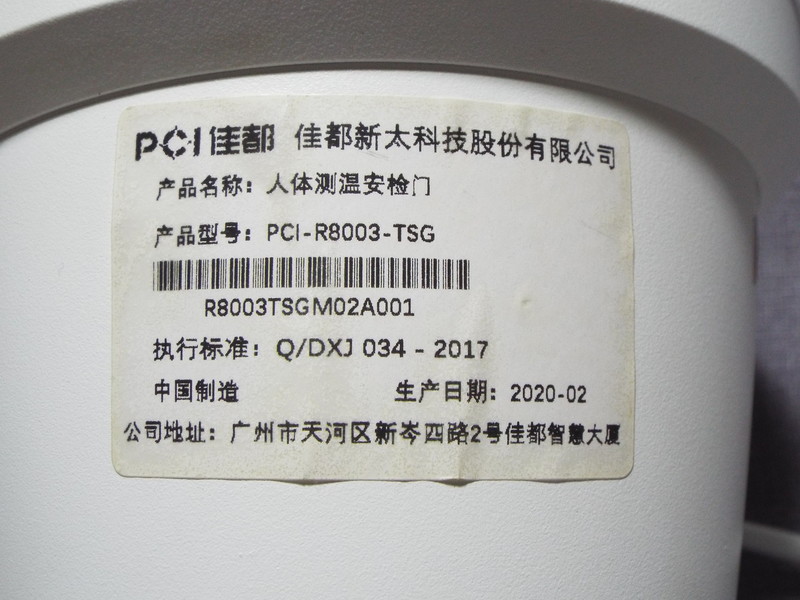 PCI佳都 佳都新太科技股份有限公司
产品名称：人体测温安检门
产品型号：PCI-R8003-TSG
R8003TSGM02A001
执行标准：Q/DXJ 034 - 2017
中国制造 生产日期：2020-02
公司地址：广州市天河区新岑四路2号佳都智慧大厦